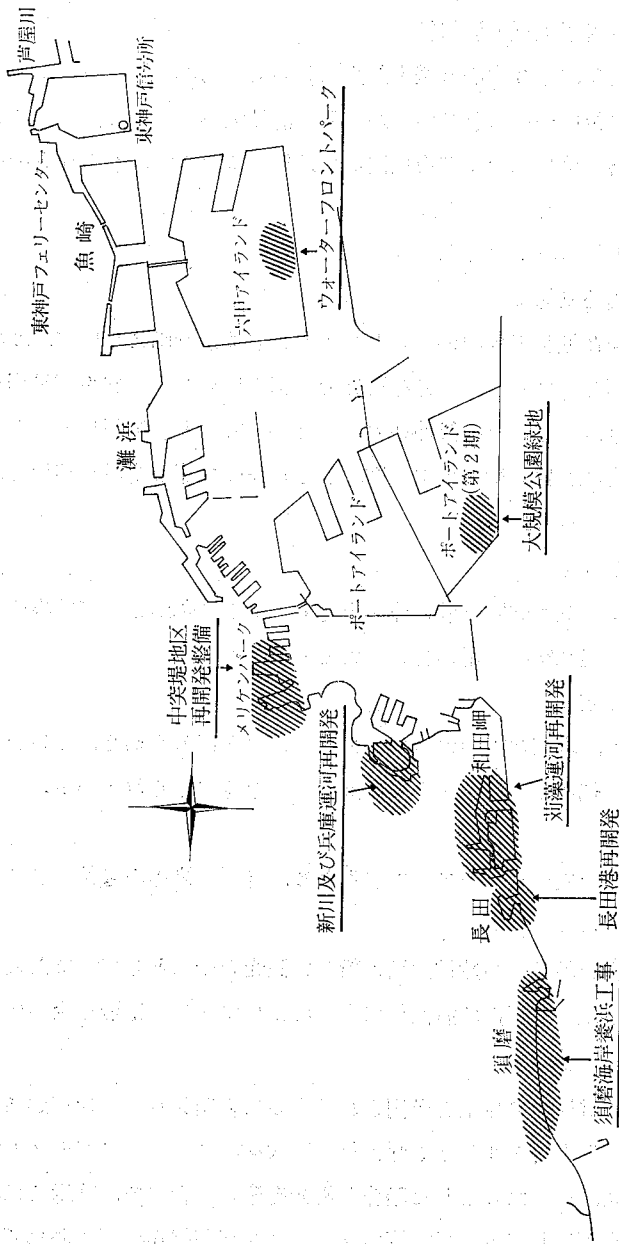 芦屋川
東神戸信号所
東神戸フェリーセンター
魚崎
六甲アイランド
ウォーターフロントパーク
灘浜
ポートアイランド
ポートアイランド
(第2期)
大規模公園緑地
中突堤地区
再開発整備
メリケンパーク
新川及び兵庫運河再開発
和田岬
苅藻運河再開発
長田
長田港再開発
須磨
須磨海岸養浜工事